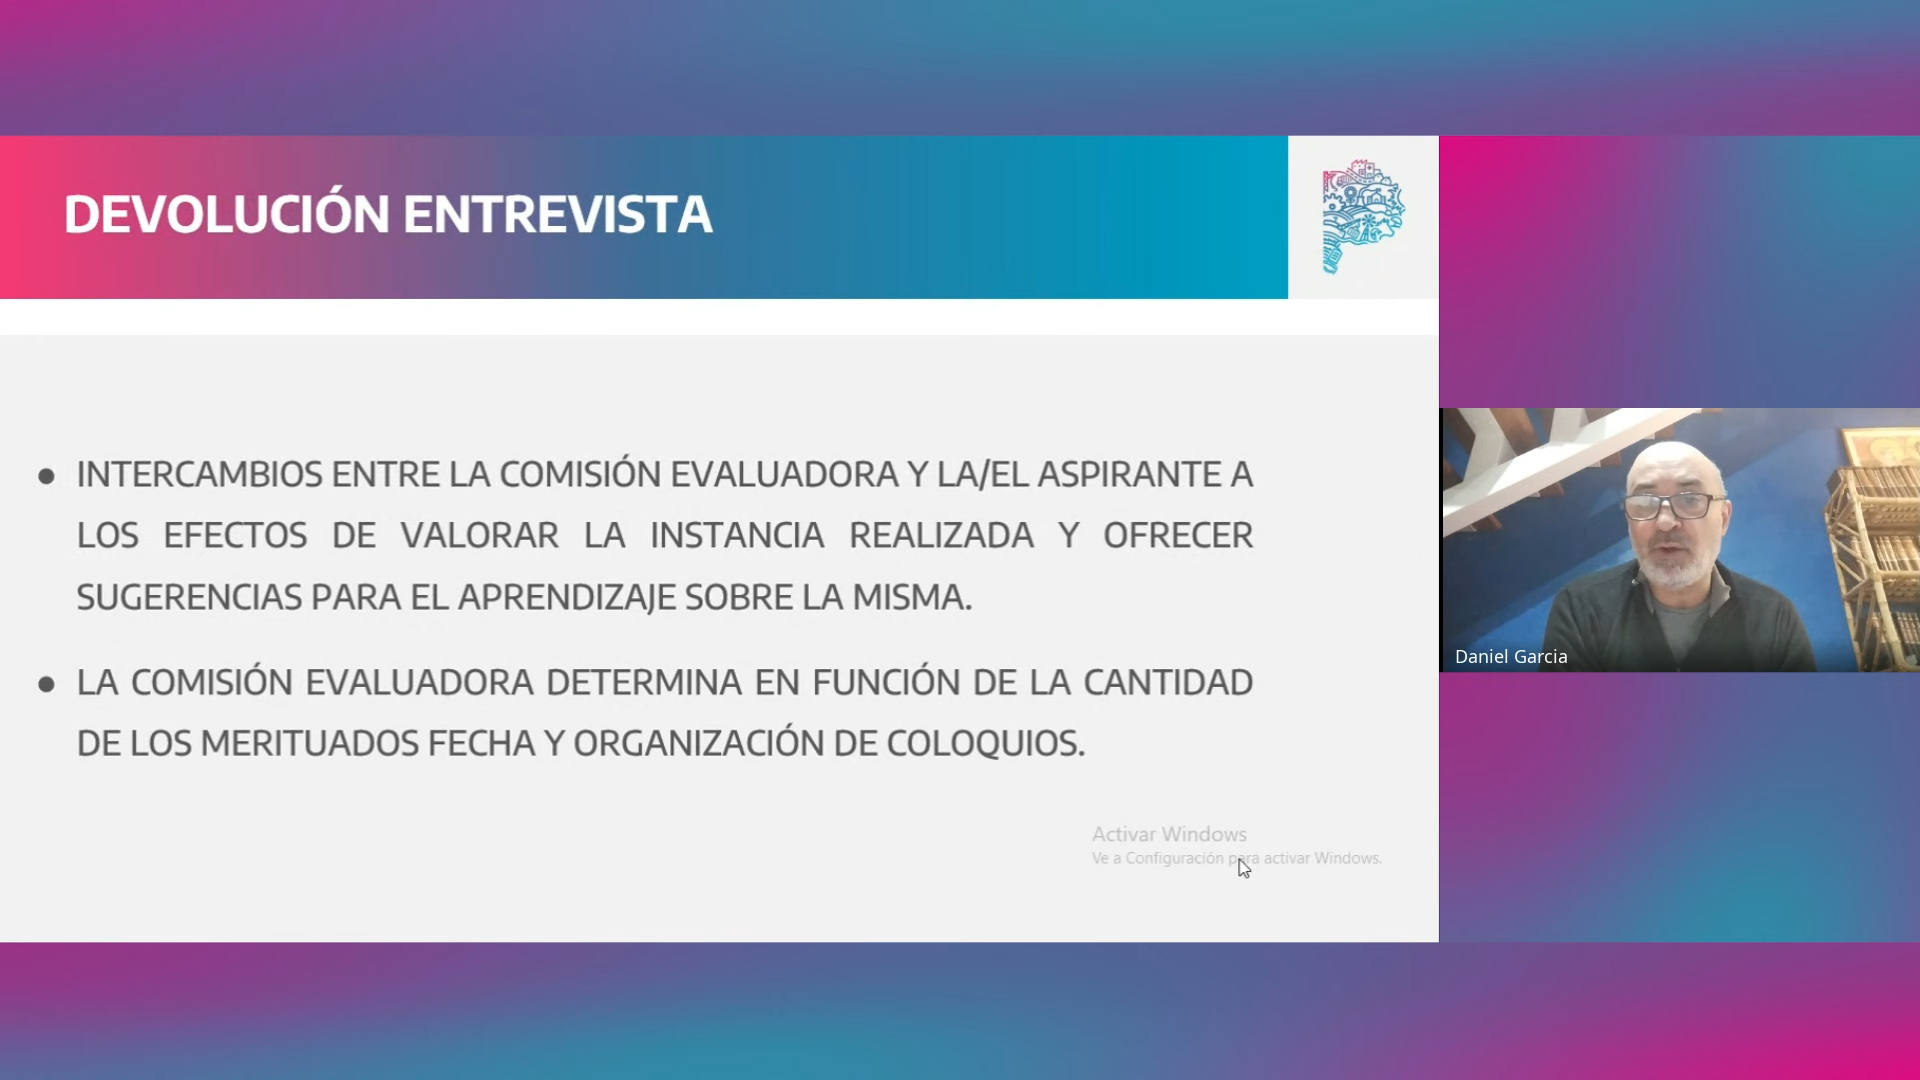 DEVOLUCIÓN ENTREVISTA
● INTERCAMBIOS ENTRE LA COMISIÓN EVALUADORA Y LA/EL ASPIRANTE A
LOS EFECTOS DE VALORAR LA INSTANCIA REALIZADA Y OFRECER
SUGERENCIAS PARA EL APRENDIZAJE SOBRE LA MISMA.
● LA COMISIÓN EVALUADORA DETERMINA EN FUNCIÓN DE LA CANTIDAD
DE LOS MERITUADOS FECHA Y ORGANIZACIÓN DE COLOQUIOS.
Activar Windows
Ve a Configuración para activar Windows.
Daniel Garcia